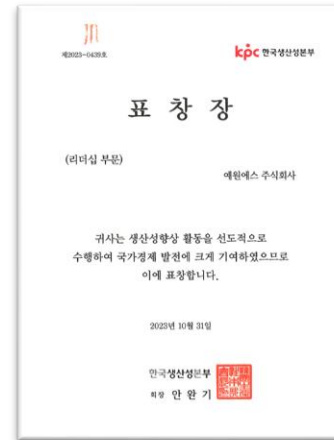 제2023-0439호
kpc 한국생산성본부
표 창 장
(리더십 부문)
예원에스 주식회사
귀사는 생산성향상 활동을 선도적으로
수행하여 국가경제 발전에 크게 기여하였으므로
이에 표창합니다.
2023년 10월 31일
한국생산성본부
회장 안 완 기